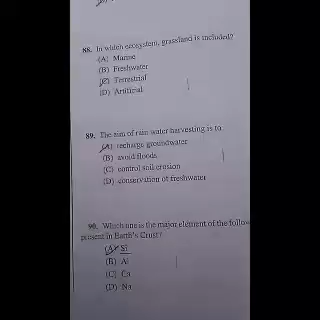 88. In which ecosystem, grassland is included?
(A) Marine
(B) Freshwater
(C) Terrestrial
(D) Artificial
89. The aim of rain water harvesting is to
(A) recharge groundwater
(B) avoid floods
(C) control soil erosion
(D) conservation of freshwater
90. Which one is the major element of the follow
present in Earth's Crust?
(A) Si
(B) Al
(C) Ca
(D) Na